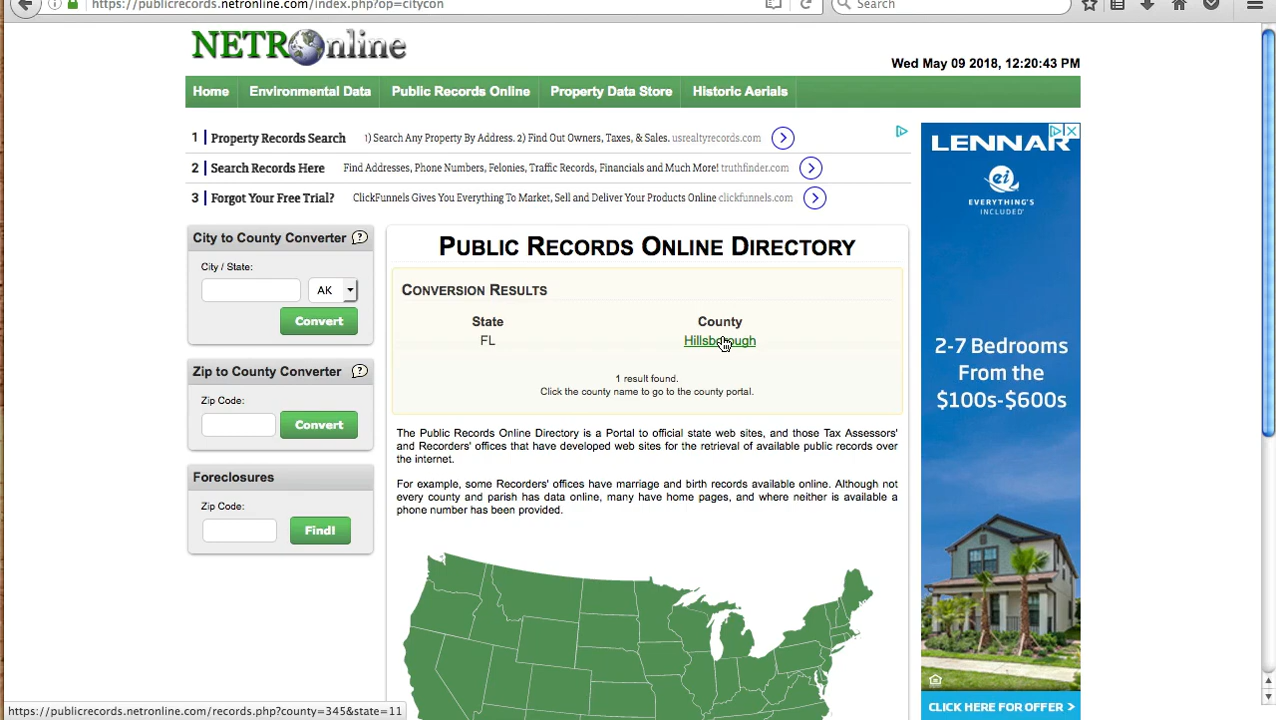 https://publicrecords.netronline.com/index.php?op=citycon
Search
NETROnline
Wed May 09 2018, 12:20:43 PM
Home
Environmental Data
Public Records Online
Property Data Store
Historic Aerials
1 Property Records Search 1) Search Any Property By Address. 2) Find Out Owners, Taxes, & Sales. usrealtyrecords.com
2 Search Records Here Find Addresses, Phone Numbers, Felonies, Traffic Records, Financials and Much More! truthfinder.com
3 Forgot Your Free Trial? ClickFunnels Gives You Everything To Market, Sell and Deliver Your Products Online clickfunnels.com
City to County Converter ?
City / State:
AK
Convert
Zip to County Converter ?
Zip Code:
Convert
Foreclosures
Zip Code:
Find!
PUBLIC RECORDS ONLINE DIRECTORY
CONVERSION RESULTS
State County
FL Hillsborough
1 result found.
Click the county name to go to the county portal.
The Public Records Online Directory is a Portal to official state web sites, and those Tax Assessors'
and Recorders' offices that have developed web sites for the retrieval of available public records over
the internet.
For example, some Recorders' offices have marriage and birth records available online. Although not
every county and parish has data online, many have home pages, and where neither is available a
phone number has been provided.
LENNAR
ei
EVERYTHING'S
INCLUDED
2-7 Bedrooms
From the
$100s-$600s
CLICK HERE FOR OFFER >
https://publicrecords.netronline.com/records.php?county=345&state=11